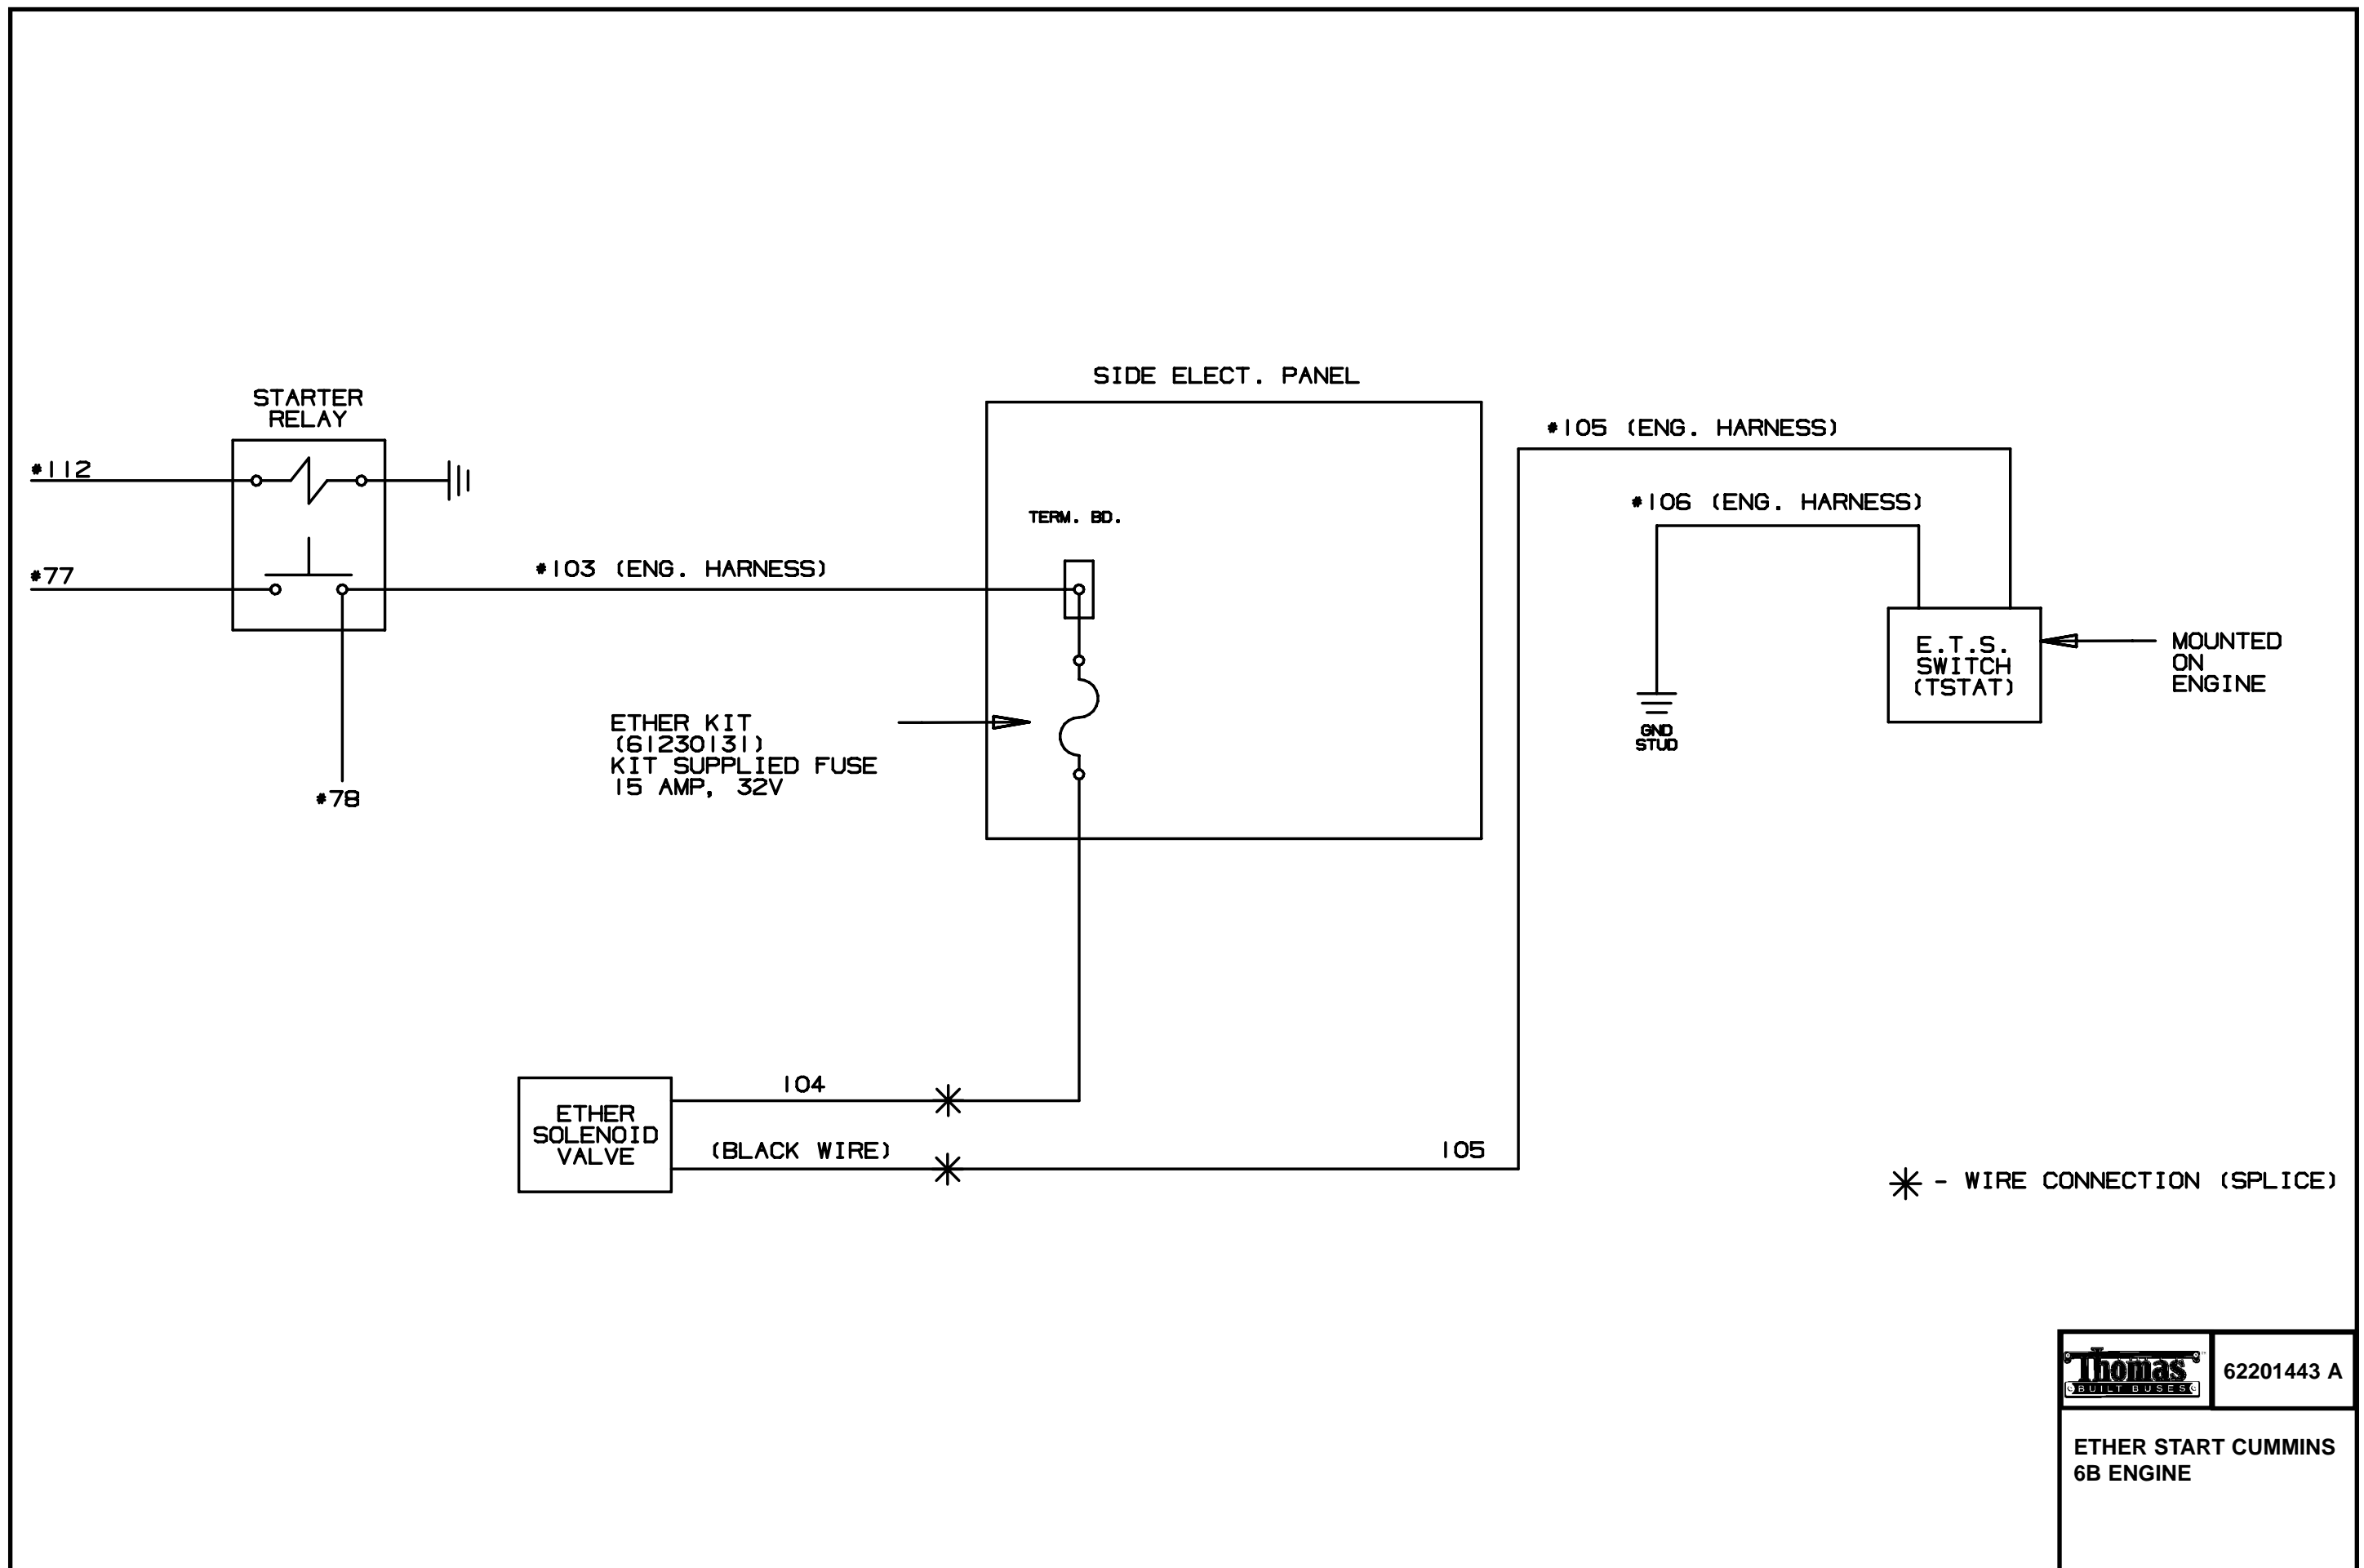 SIDE ELECT. PANEL
STARTER
RELAY
#105 (ENG. HARNESS)
#112
#106 (ENG. HARNESS)
TERM. BD.
#77
#103 (ENG. HARNESS)
E.T.S.
SWITCH
(TSTAT)
MOUNTED
ON
ENGINE
GND
STUD
ETHER KIT
(61230131)
KIT SUPPLIED FUSE
15 AMP, 32V
#78
104
ETHER
SOLENOID
VALVE
(BLACK WIRE)
105
- WIRE CONNECTION (SPLICE)
Thomas
BUILT BUSES
62201443 A
ETHER START CUMMINS
6B ENGINE